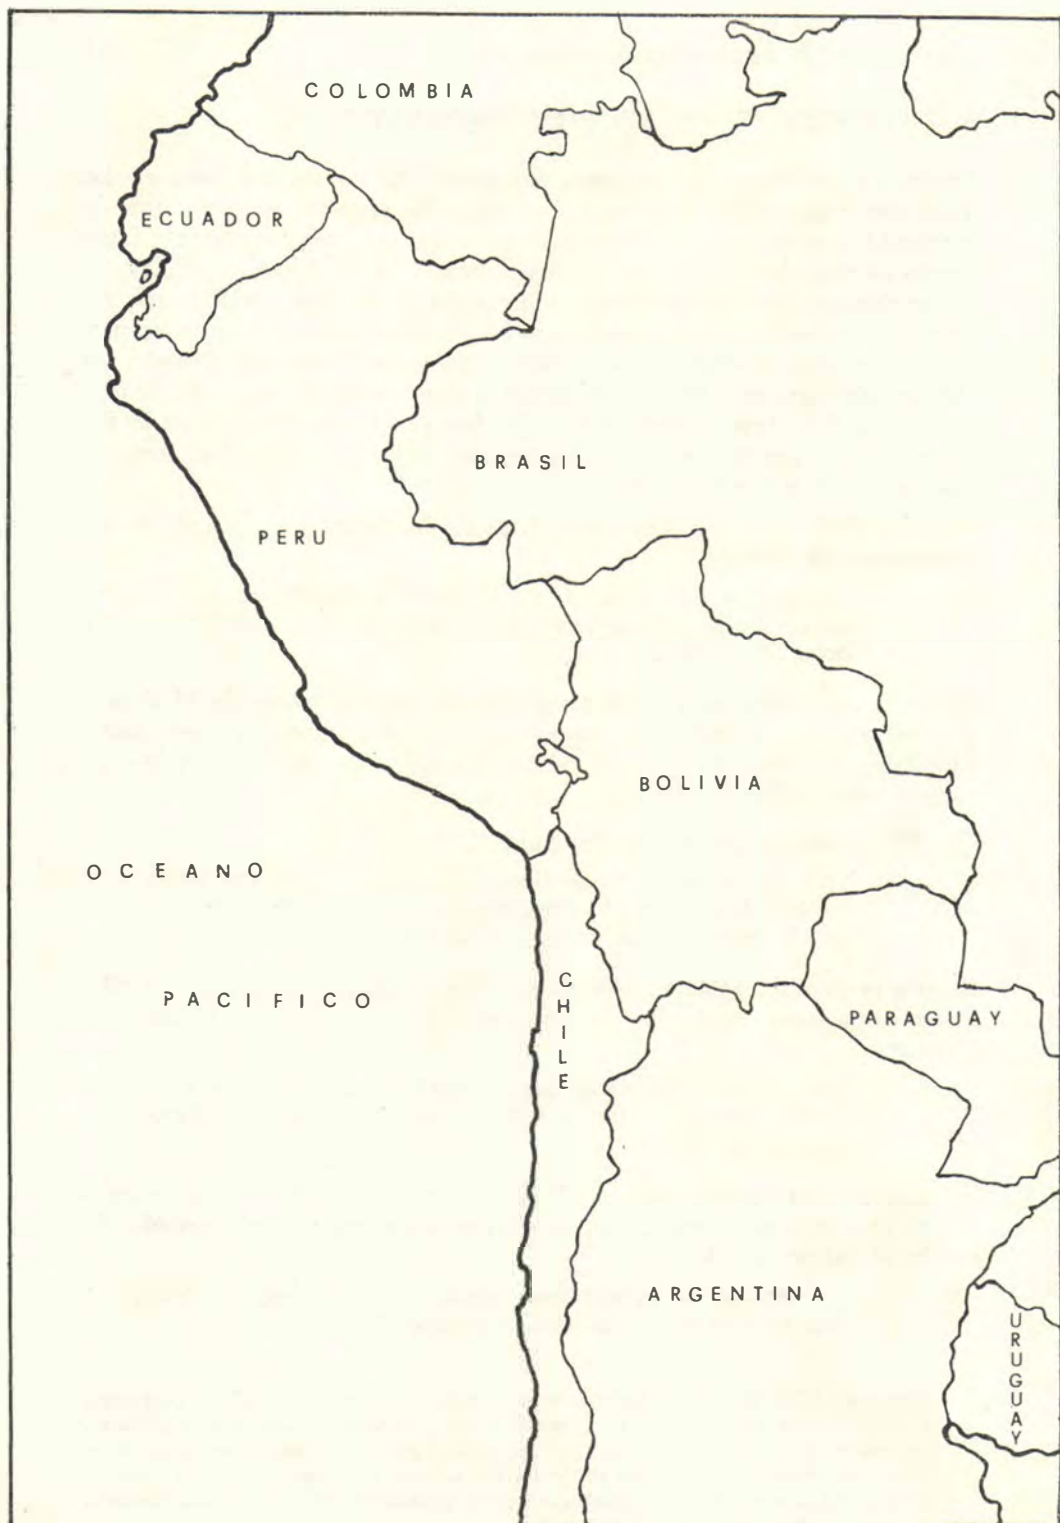 COLOMBIA
ECUADOR
BRASIL
PERU
BOLIVIA
OCEANO
PACIFICO
CHILE
PARAGUAY
ARGENTINA
URUGUAY